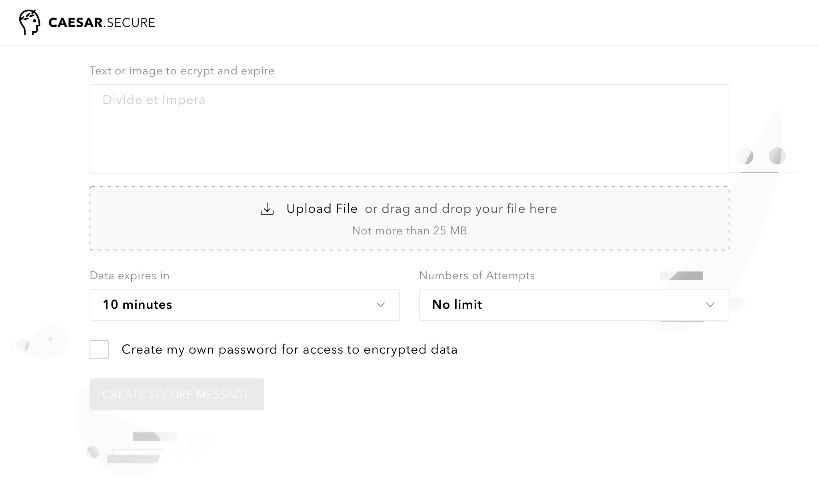 CAESAR.SECURE
Text or image to ecrypt and expire
Divide et Impera
Upload File or drag and drop your file here
Not more than 25 MB
Data expires in
Numbers of Attempts
10 minutes
No limit
Create my own password for access to encrypted data
CREATE SECURE MESSAGE